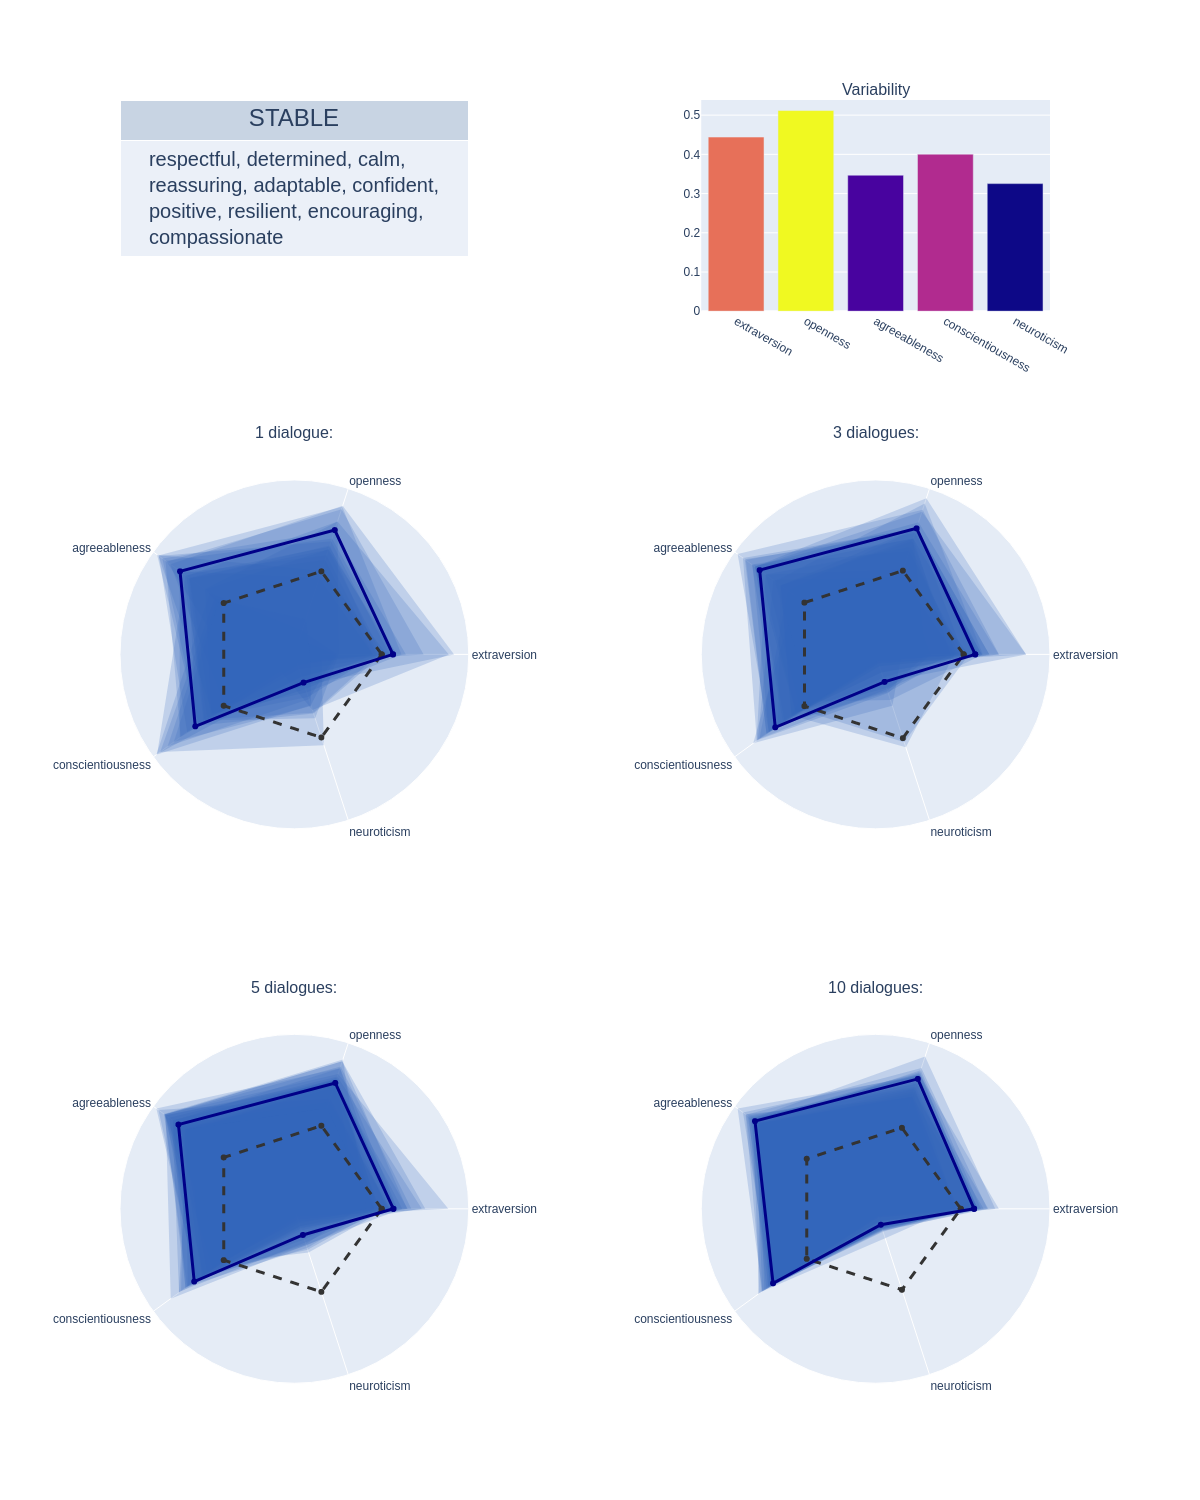 STABLE
respectful, determined, calm,
reassuring, adaptable, confident,
positive, resilient, encouraging,
compassionate
Variability
0.5
0.4
0.3
0.2
0.1
0
extraversion
openness
agreeableness
conscientiousness
neuroticism
1 dialogue:
openness
agreeableness
extraversion
conscientiousness
neuroticism
3 dialogues:
openness
agreeableness
extraversion
conscientiousness
neuroticism
5 dialogues:
openness
agreeableness
extraversion
conscientiousness
neuroticism
10 dialogues:
openness
agreeableness
extraversion
conscientiousness
neuroticism